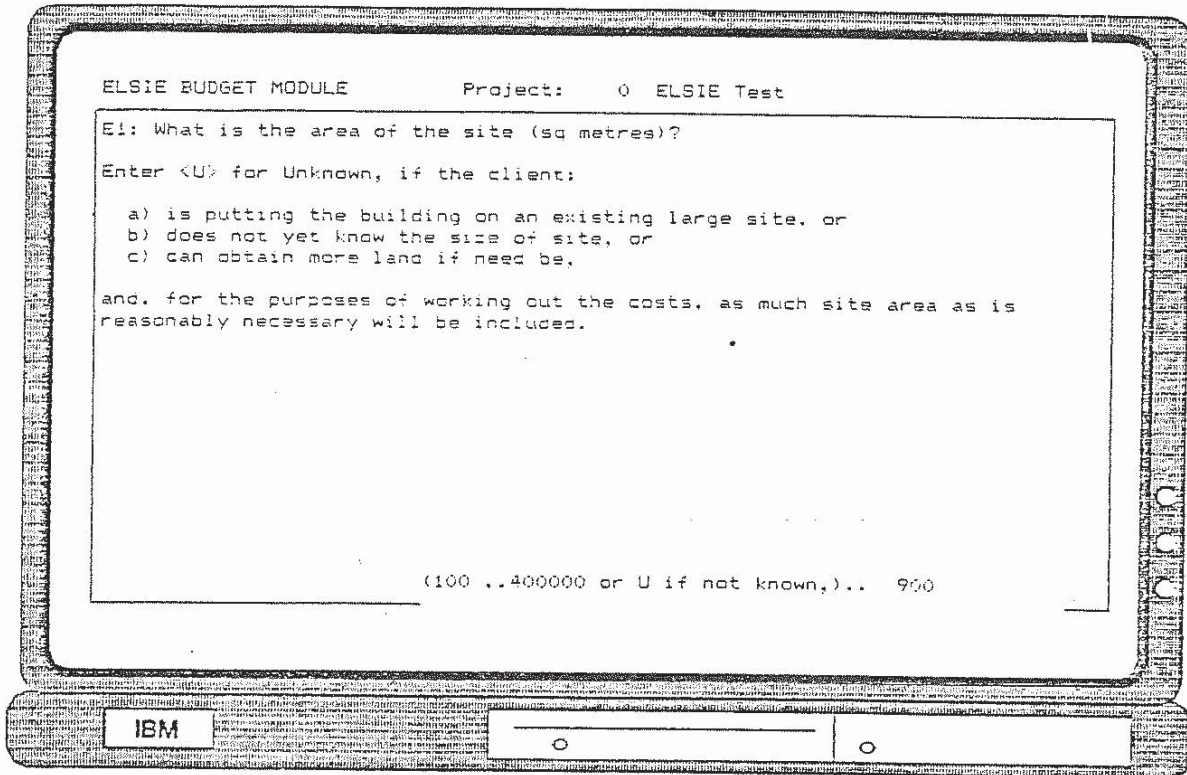 ELSIE BUDGET MODULE Project: 0 ELSIE Test
E1: What is the area of the site (sq metres)?
Enter <U> for Unknown, if the client:
a) is putting the building on an existing large site, or
b) does not yet know the size of site, or
c) can obtain more land if need be,
and, for the purposes of working out the costs, as much site area as is
reasonably necessary will be included.
(100 ..400000 or U if not known,).. 900
IBM